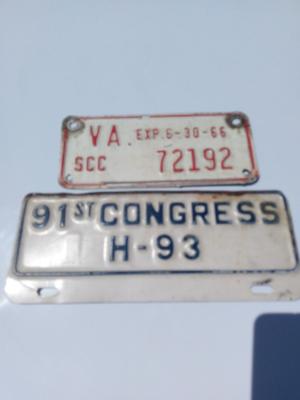 VA. EXP. 6-30-66
SCC 72192
91ST CONGRESS
H-93